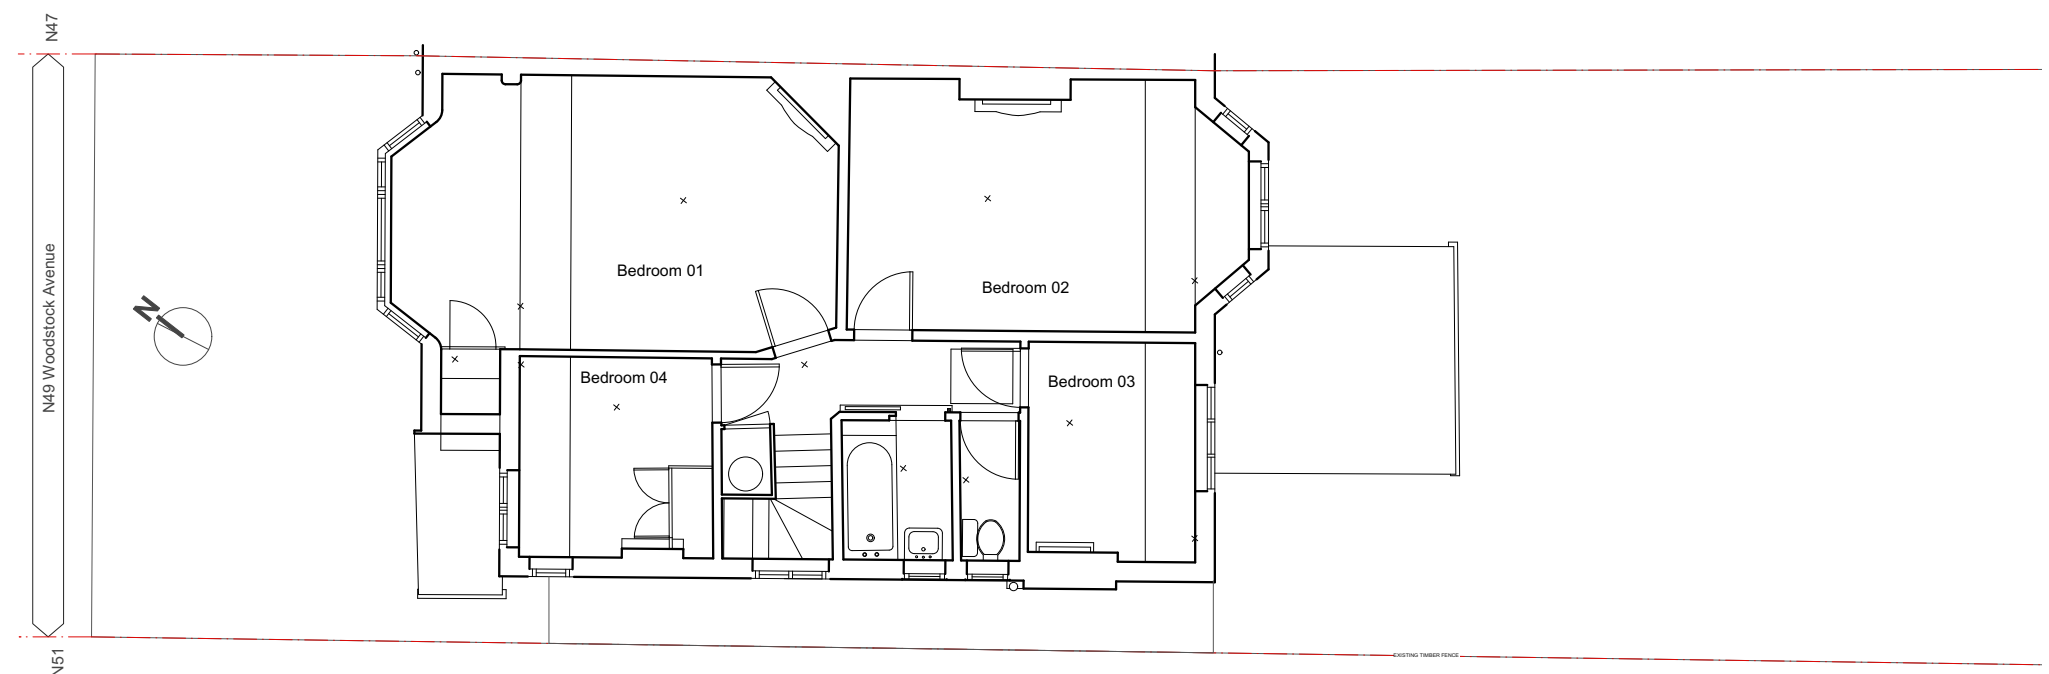 N47
N49 Woodstock Avenue
N51
N
Bedroom 01
Bedroom 02
Bedroom 04
Bedroom 03
EXISTING TIMBER FENCE